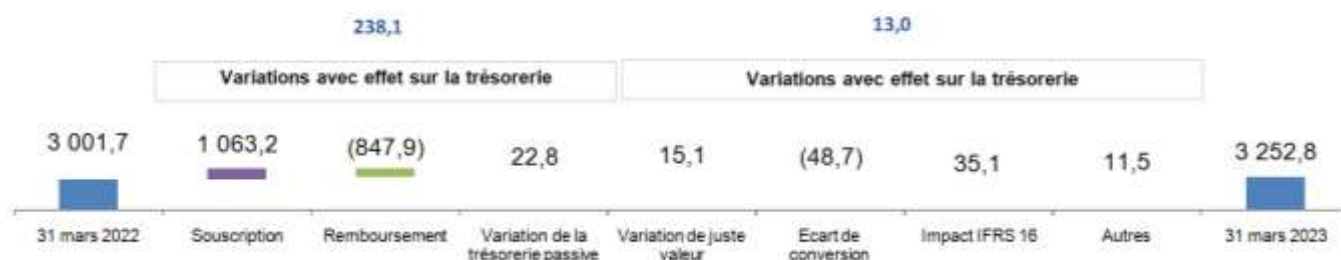 238,1 13,0
Variations avec effet sur la trésorerie Variations avec effet sur la trésorerie
3 001,7 1 063,2 (847,9) 22,8 15,1 (48,7) 35,1 11,5 3 252,8
31 mars 2022 Souscription Remboursement Variation de la Variation de juste Ecart de Impact IFRS 16 Autres 31 mars 2023
trésorerie passive valeur conversion